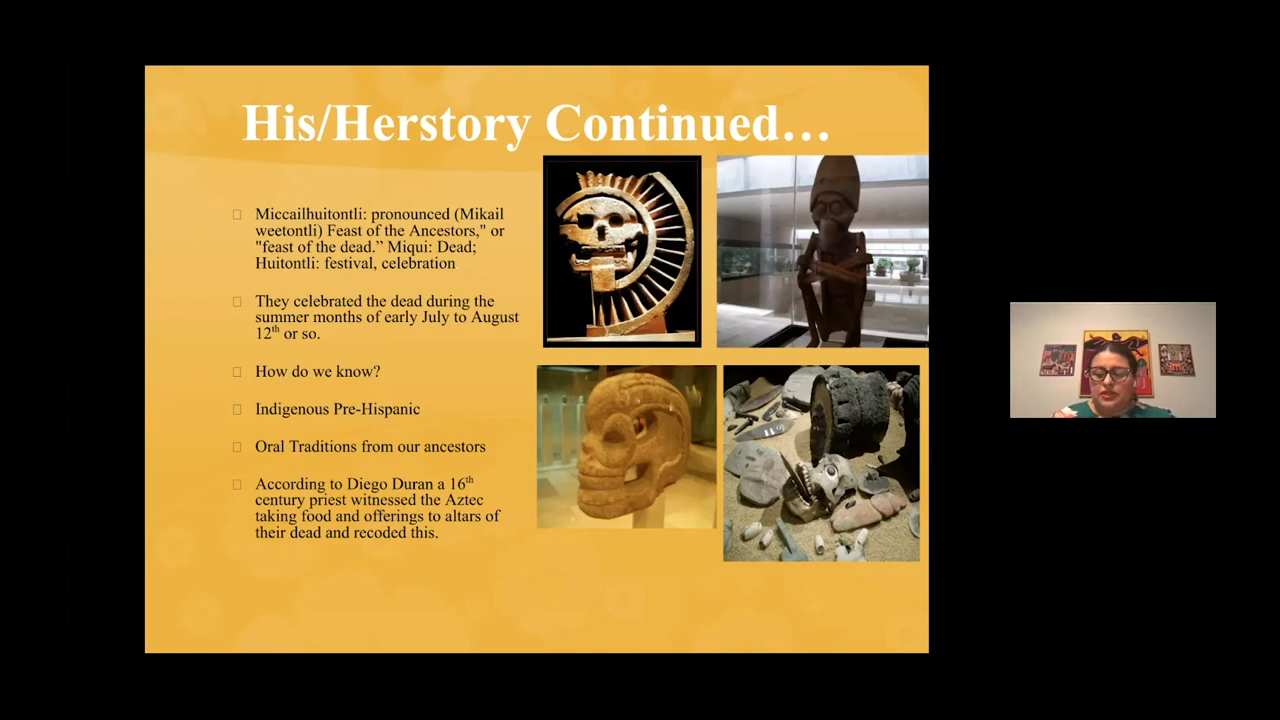 His/Herstory Continued…
Miccailhuitontli: pronounced (Mikail
weetontli) Feast of the Ancestors," or
"feast of the dead.” Miqui: Dead;
Huitontli: festival, celebration
They celebrated the dead during the
summer months of early July to August
12th or so.
How do we know?
Indigenous Pre-Hispanic
Oral Traditions from our ancestors
According to Diego Duran a 16th
century priest witnessed the Aztec
taking food and offerings to altars of
their dead and recoded this.